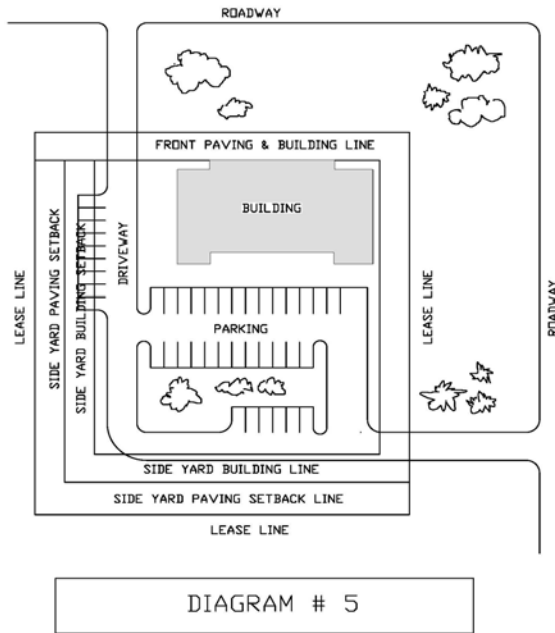 ROADWAY
FRONT PAVING & BUILDING LINE
BUILDING
LEASE LINE
SIDE YARD PAVING SETBACK
SIDE YARD BUILDING SETBACK
DRIVEWAY
LEASE LINE
ROADWAY
PARKING
SIDE YARD BUILDING LINE
SIDE YARD PAVING SETBACK LINE
LEASE LINE
DIAGRAM # 5